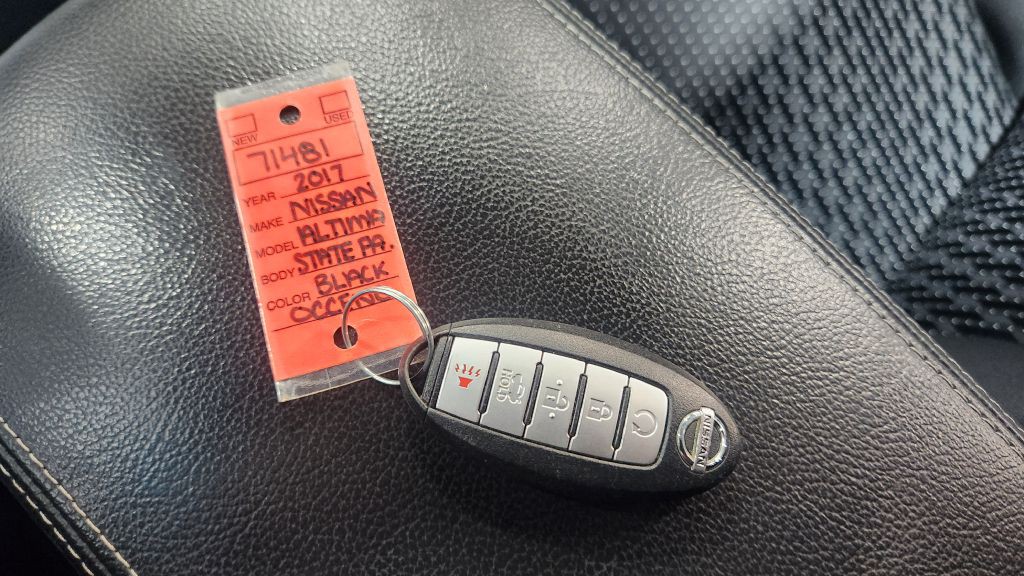 NEW USED
71481
YEAR 2017
MAKE NISSAN
MODEL ALTIMA
BODY STATE PA.
COLOR BLACK
HOLD
NISSAN